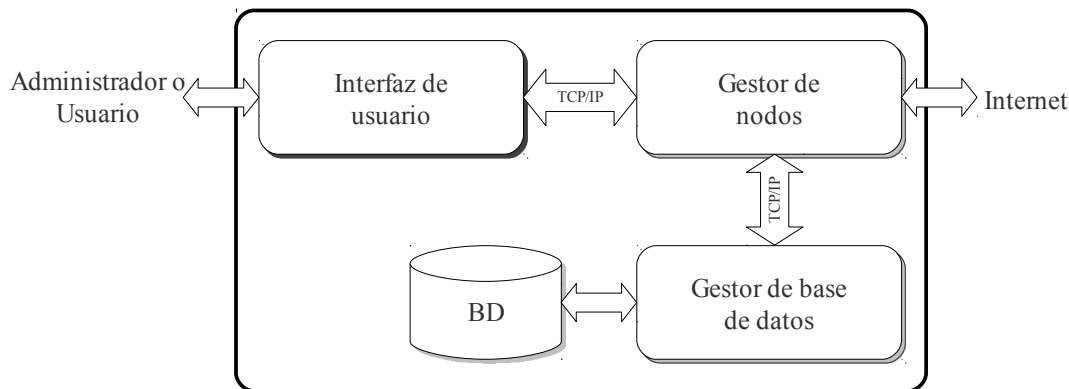 Administrador o
Usuario
Interfaz de
usuario
TCP/IP
Gestor de
nodos
Internet
TCP/IP
BD
Gestor de base
de datos